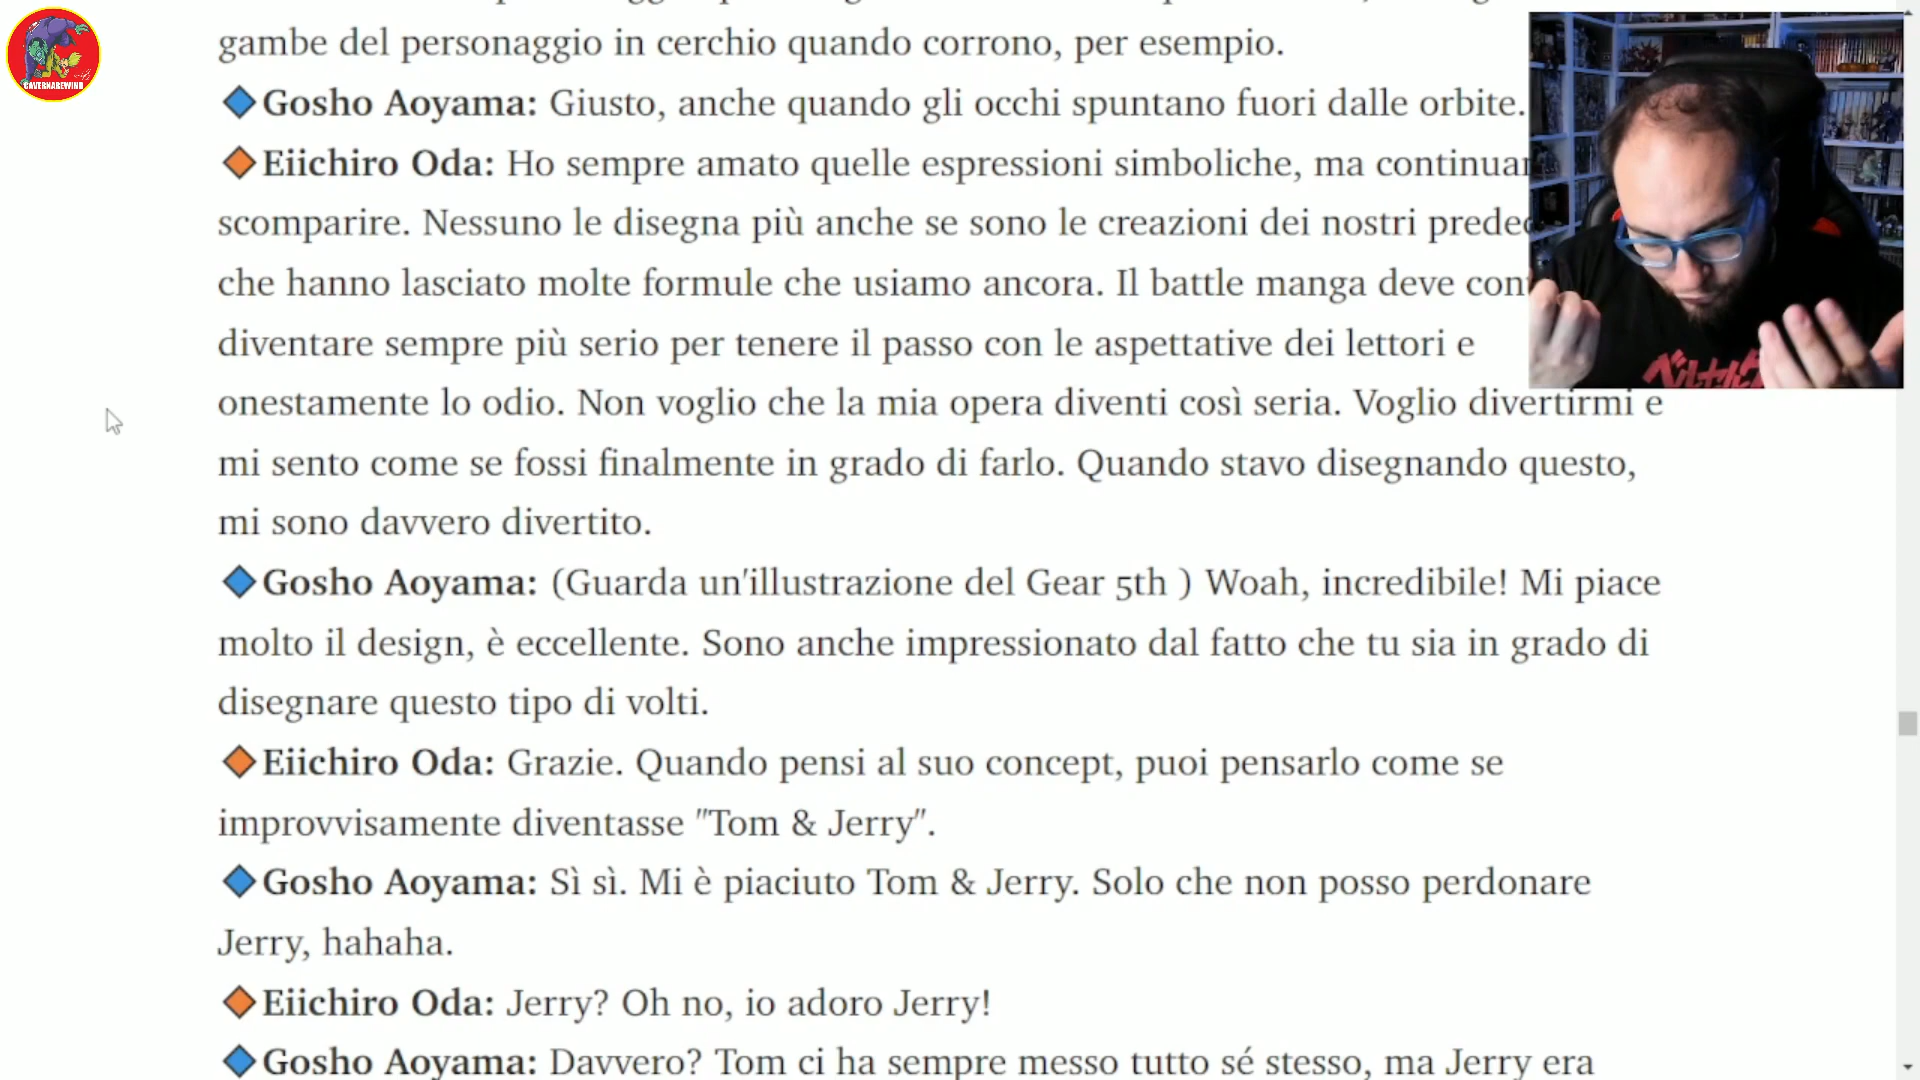 gambe del personaggio in cerchio quando corrono, per esempio.
Gosho Aoyama: Giusto, anche quando gli occhi spuntano fuori dalle orbite.
Eiichiro Oda: Ho sempre amato quelle espressioni simboliche, ma
scomparire. Nessuno le disegna più anche se sono le creazioni dei nostri
che hanno lasciato molte formule che usiamo ancora. Il battle manga deve
diventare sempre più serio per tenere il passo con le aspettative dei lettori e
onestamente lo odio. Non voglio che la mia opera diventi così seria. Voglio divertirmi e
mi sento come se fossi finalmente in grado di farlo. Quando stavo disegnando questo,
mi sono davvero divertito.
Gosho Aoyama: (Guarda un'illustrazione del Gear 5th ) Woah, incredibile! Mi piace
molto il design, è eccellente. Sono anche impressionato dal fatto che tu sia in grado di
disegnare questo tipo di volti.
Eiichiro Oda: Grazie. Quando pensi al suo concept, puoi pensarlo come se
improvvisamente diventasse "Tom & Jerry".
Gosho Aoyama: Sì sì. Mi è piaciuto Tom & Jerry. Solo che non posso perdonare
Jerry, hahaha.
Eiichiro Oda: Jerry? Oh no, io adoro Jerry!
Gosho Aoyama: Davvero? Tom ci ha sempre messo tutto sé stesso, ma Jerry era
CAVERNAREWIND
ベルセルク